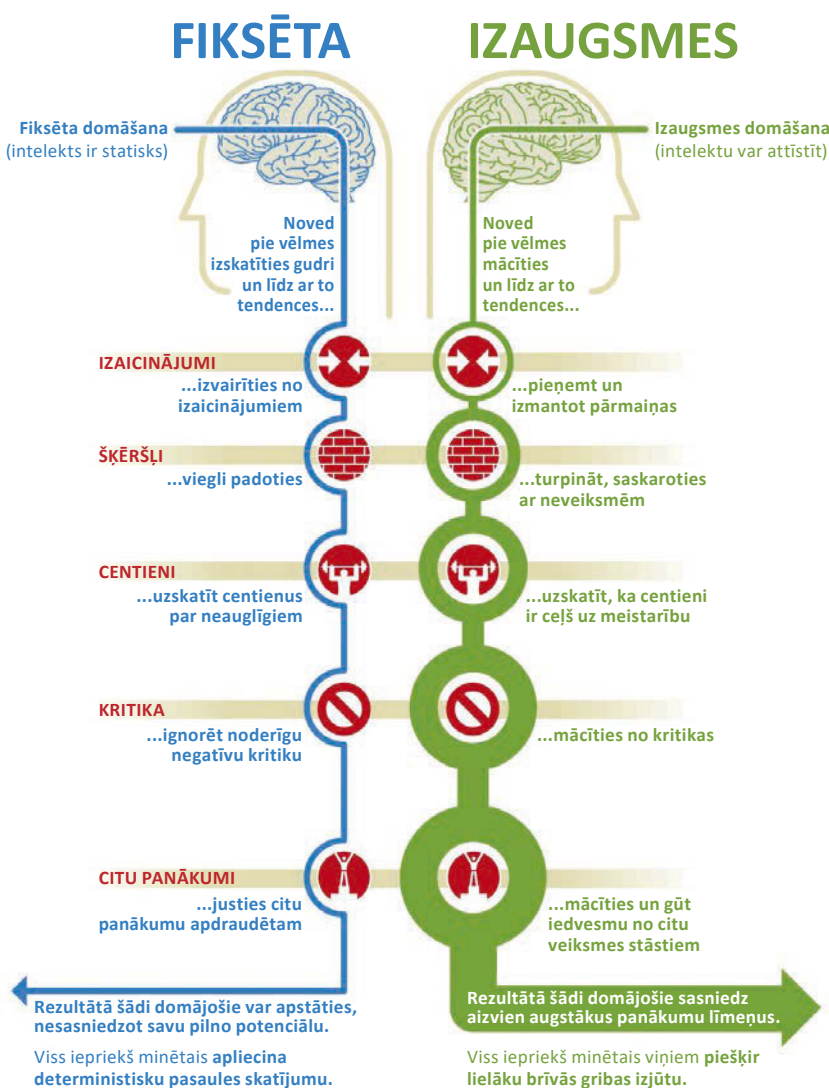 FIKSĒTA
IZAUGSMES
Fiksēta domāšana
(intelekts ir statisks)
Izaugsmes domāšana
(intelektu var attīstīt)
Noved
pie vēlmes
izskatīties gudri
un līdz ar to
tendences...
Noved
pie vēlmes
mācīties
un līdz ar to
tendences...
IZAICINĀJUMI
...izvairīties no
izaicinājumiem
...pieņemt un
izmantot pārmaiņas
ŠĶĒRŠĻI
...viegli padoties
...turpināt, saskaroties
ar neveiksmēm
CENTIENI
...uzskatīt centienus
par neauglīgiem
...uzskatīt, ka centieni
ir ceļš uz meistarību
KRITIKA
...ignorēt noderīgu
negatīvu kritiku
...mācīties no kritikas
CITU PANĀKUMI
...justies citu
panākumu apdraudētam
...mācīties un gūt
iedvesmu no citu
veiksmes stāstiem
Rezultātā šādi domājošie var apstāties,
nesasniedzot savu pilno potenciālu.
Viss iepriekš minētais apliecina
deterministisku pasaules skatījumu.
Rezultātā šādi domājošie sasniedz
aizvien augstākus panākumu līmeņus.
Viss iepriekš minētais viņiem piešķir
lielāku brīvās gribas izjūtu.